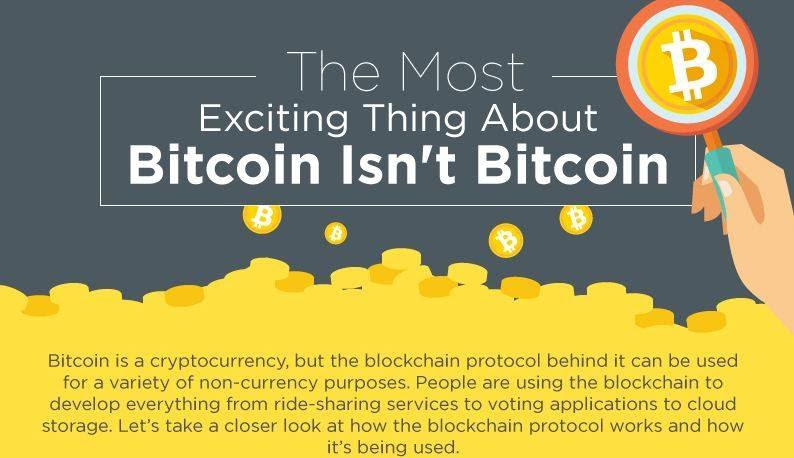 The Most
Exciting Thing About
Bitcoin Isn't Bitcoin
Bitcoin is a cryptocurrency, but the blockchain protocol behind it can be used
for a variety of non-currency purposes. People are using the blockchain to
develop everything from ride-sharing services to voting applications to cloud
storage. Let’s take a closer look at how the blockchain protocol works and how
it’s being used.